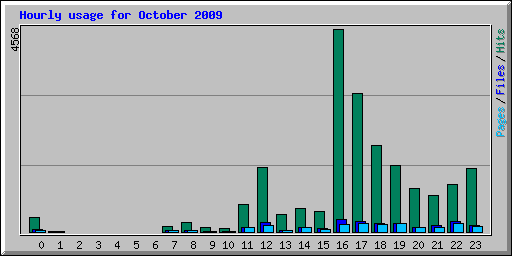 Hourly usage for October 2009
4568
Pages/Files/Hits
0 1 2 3 4 5 6 7 8 9 10 11 12 13 14 15 16 17 18 19 20 21 22 23